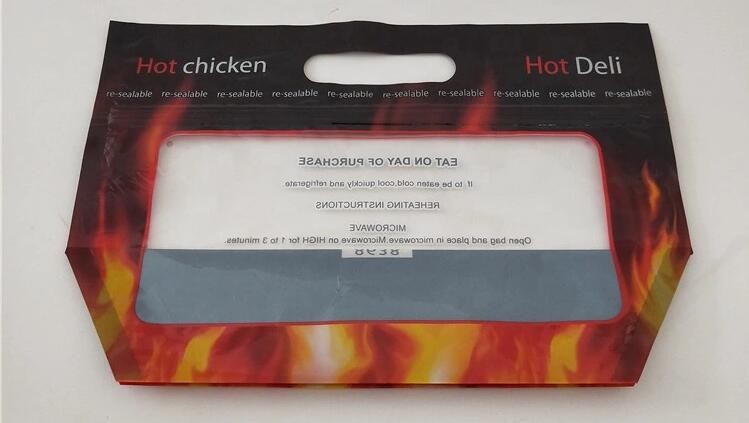 Hot chicken
Hot Deli
re-sealable re-sealable re-sealable re-sealable re-sealable re-sealable re-sealable re-sealable re-sealable re-sealable
EAT ON DAY OF PURCHASE
If to be eaten cold,cool quickly and refrigerate
REHEATING INSTRUCTIONS
MICROWAVE
Open bag and place in microwave.Microwave on HIGH for 1 to 3 minutes.